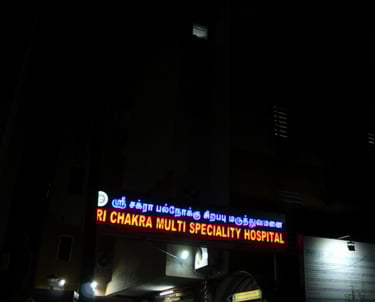 ஸ்ரீ சக்ரா பல்நோக்கு சிறப்பு மருத்துவமனை
RI CHAKRA MULTI SPECIALITY HOSPITAL